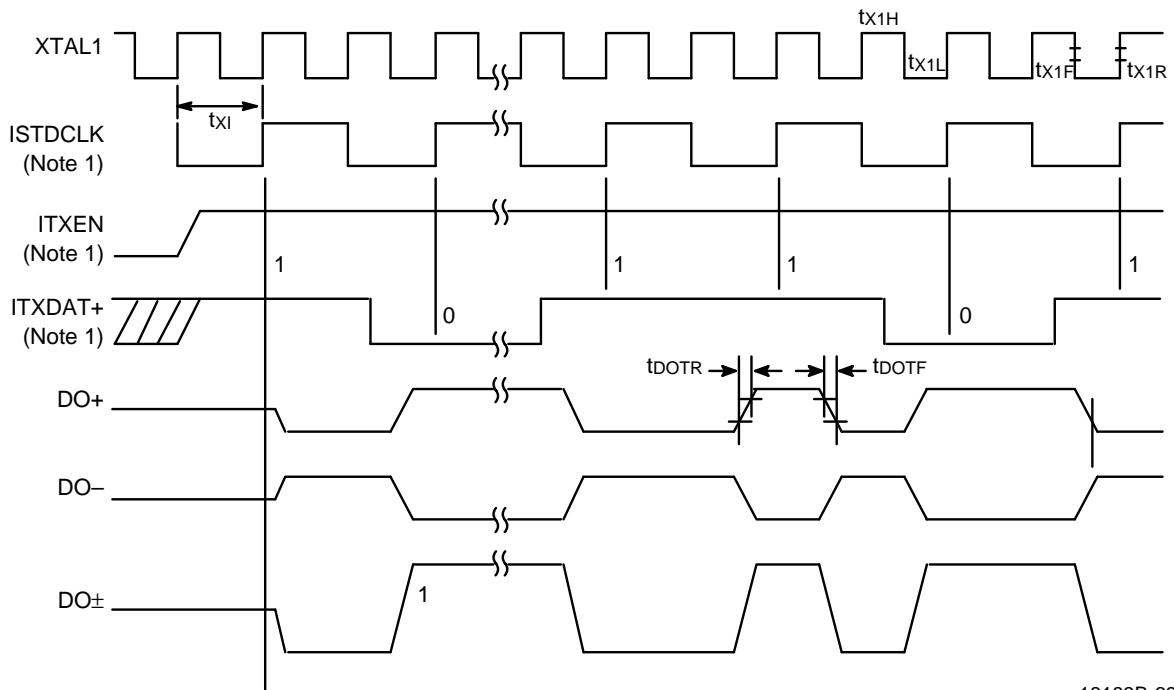 tX1H
XTAL1
tX1L
tX1F
tX1R
tXI
ISTDCLK
(Note 1)
ITXEN
(Note 1)
1
1
1
1
ITXDAT+
(Note 1)
0
0
tDOTR
tDOTF
DO+
DO–
DO±
1